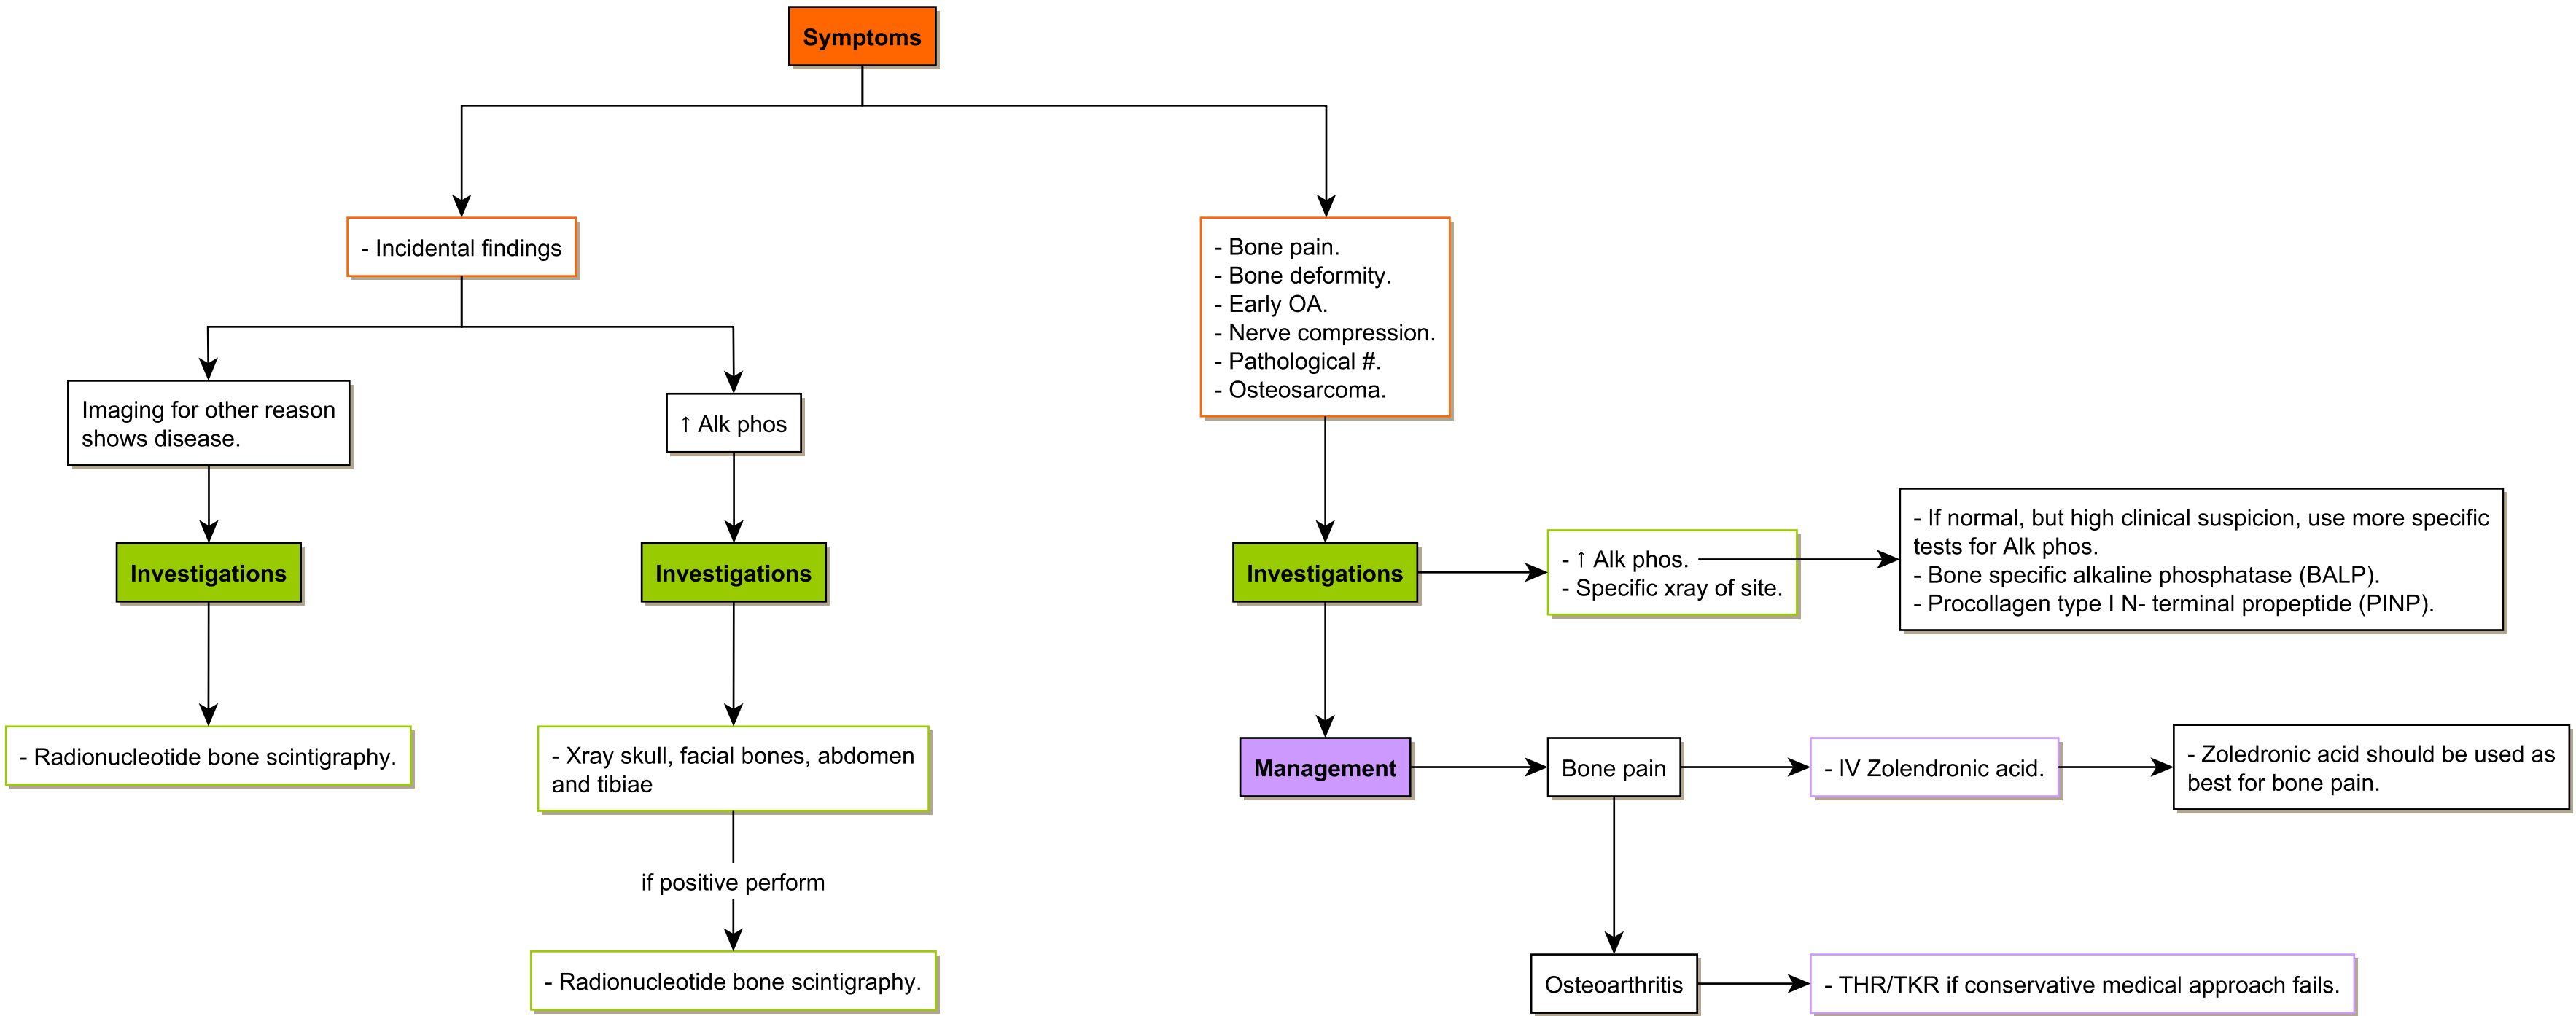 Symptoms
- Incidental findings
- Bone pain.
- Bone deformity.
- Early OA.
- Nerve compression.
- Pathological #.
- Osteosarcoma.
Imaging for other reason
shows disease.
↑ Alk phos
Investigations
Investigations
Investigations
- ↑ Alk phos.
- Specific xray of site.
- If normal, but high clinical suspicion, use more specific
tests for Alk phos.
- Bone specific alkaline phosphatase (BALP).
- Procollagen type I N- terminal propeptide (PINP).
- Radionucleotide bone scintigraphy.
- Xray skull, facial bones, abdomen
and tibiae
if positive perform
- Radionucleotide bone scintigraphy.
Management
Bone pain
- IV Zolendronic acid.
- Zoledronic acid should be used as
best for bone pain.
Osteoarthritis
- THR/TKR if conservative medical approach fails.